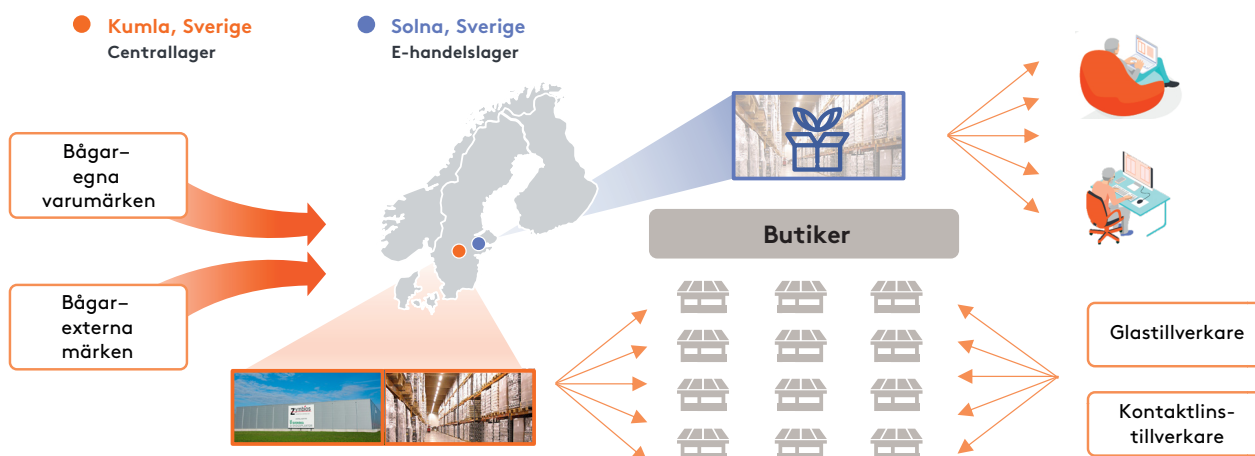 Kumla, Sverige
Centrallager
Solna, Sverige
E-handelslager
Bågar–
egna
varumärken
Bågar–
externa
märken
Butiker
Glastillverkare
Kontaktlins-
tillverkare